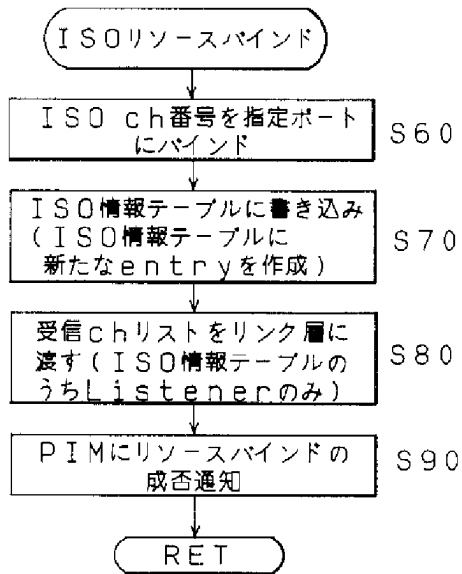 ISOリソースバインド
ISO ch番号を指定ポート
にバインド
S60
ISO情報テーブルに書き込み
(ISO情報テーブルに
新たなentryを作成)
S70
受信chリストをリンク層に
渡す(ISO情報テーブルの
うちListenerのみ)
S80
PIMにリソースバインドの
成否通知
S90
RET